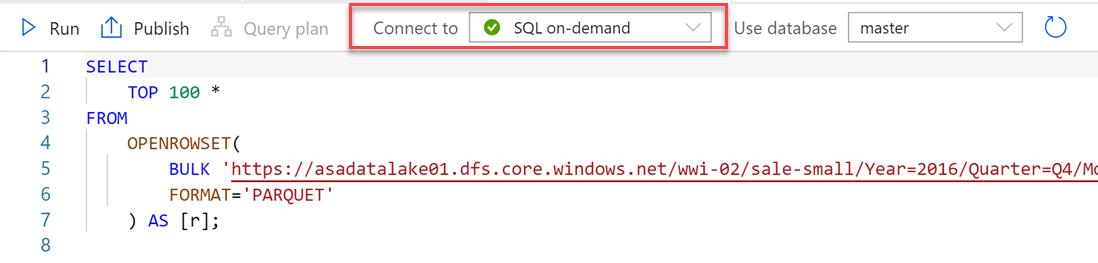 Run Publish Query plan Connect to SQL on-demand Use database master
1 SELECT
2 TOP 100 *
3 FROM
4 OPENROWSET(
5 BULK 'https://asadatalake01.dfs.core.windows.net/wwi-02/sale-small/Year=2016/Quarter=Q4/Mo
6 FORMAT='PARQUET'
7 ) AS [r];
8